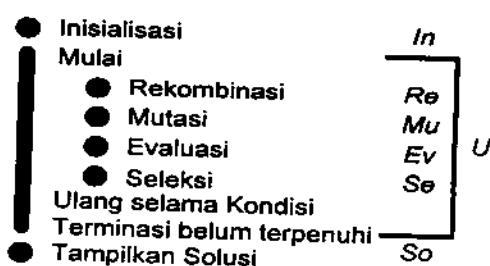 Inisialisasi In
Mulai
Rekombinasi Re
Mutasi Mu
Evaluasi Ev U
Seleksi Se
Ulang selama Kondisi
Terminasi belum terpenuhi
Tampilkan Solusi So